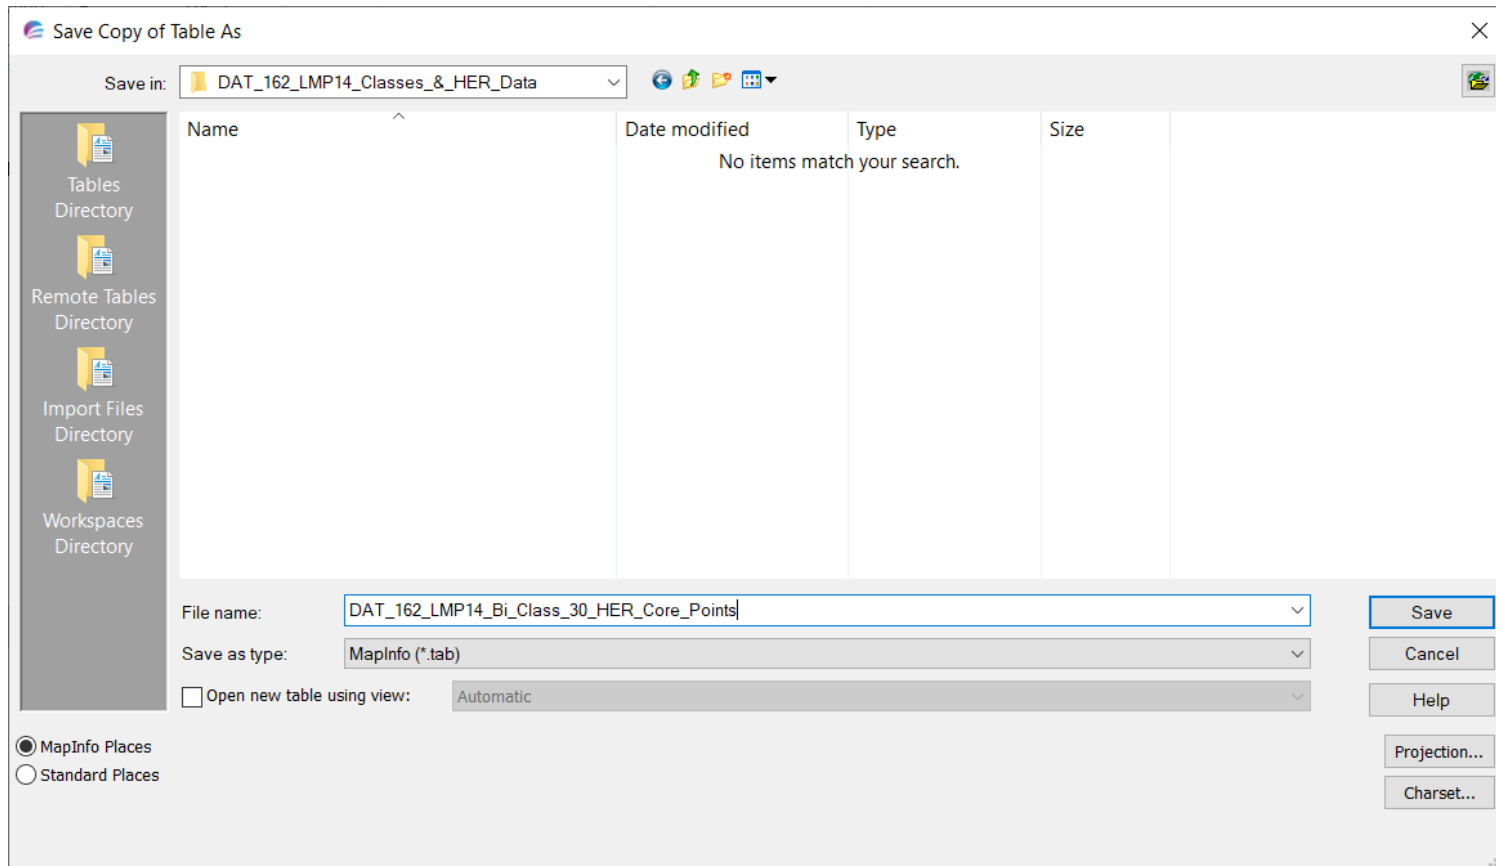 Save Copy of Table As
Save in:
DAT_162_LMP14_Classes_&_HER_Data
Name
Date modified
Type
Size
No items match your search.
Tables
Directory
Remote Tables
Directory
Import Files
Directory
Workspaces
Directory
File name:
DAT_162_LMP14_Bi_Class_30_HER_Core_Points
Save
Save as type:
MapInfo (*.tab)
Cancel
Open new table using view:
Automatic
Help
MapInfo Places
Standard Places
Projection...
Charset...